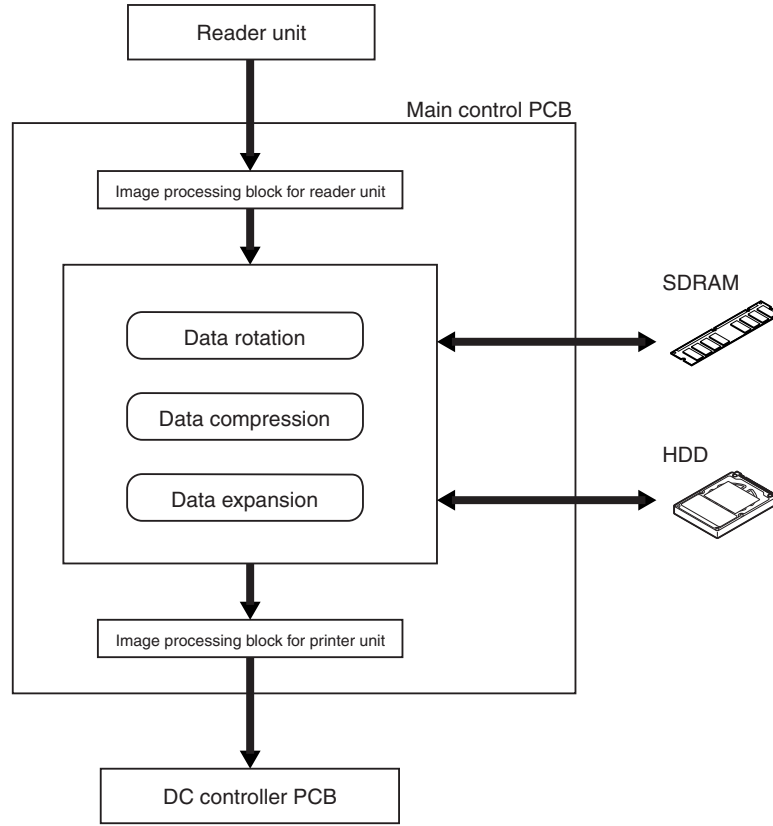 Reader unit
Main control PCB
Image processing block for reader unit
SDRAM
Data rotation
Data compression
HDD
Data expansion
Image processing block for printer unit
DC controller PCB